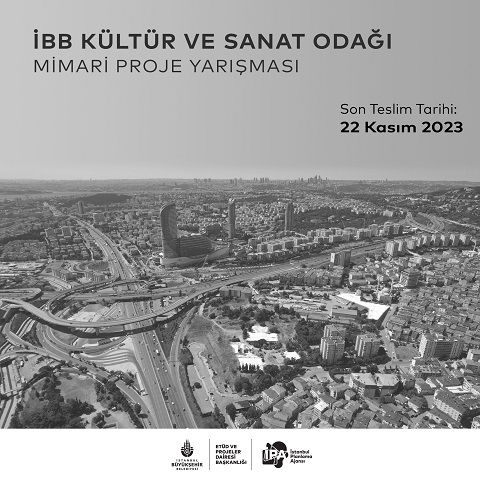 İBB KÜLTÜR VE SANAT ODAĞI
MİMARİ PROJE YARIŞMASI
Son Teslim Tarihi:
22 Kasım 2023
İSTANBUL
BÜYÜKŞEHİR
BELEDİYESİ
ETÜD VE
PROJELER
DAİRESİ
BAŞKANLIĞI
İPA
İstanbul
Planlama
Ajansı